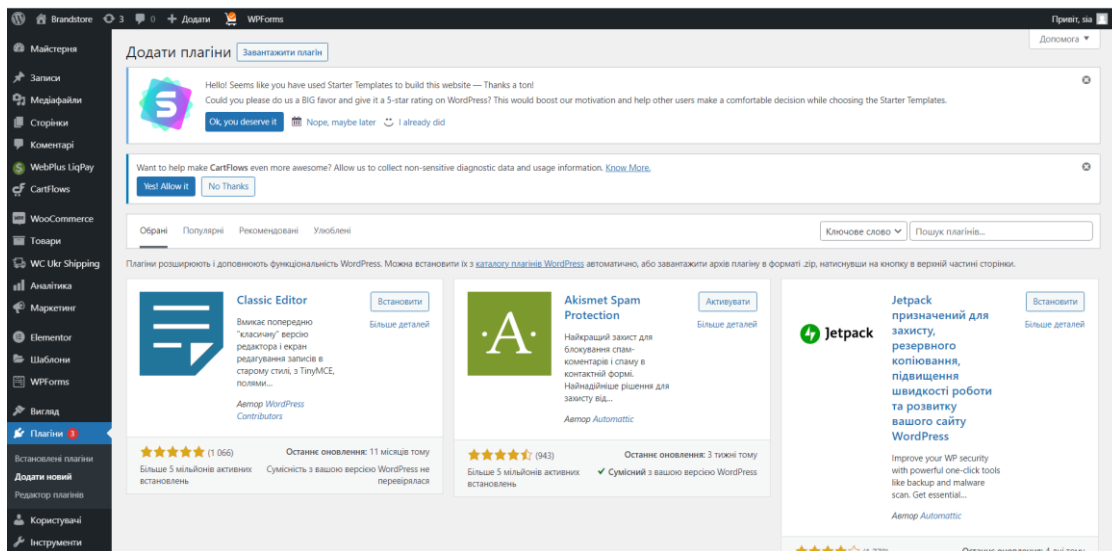 Brandstore 3 0 + Додати WPForms Привіт, sia
Майстерня
Записи
Медіафайли
Сторінки
Коментарі
WebPlus LiqPay
CartFlows
WooCommerce
Товари
WC Ukr Shipping
Аналітика
Маркетинг
Elementor
Шаблони
WPForms
Вигляд
Плагіни 3
Встановлені плагіни
Додати новий
Редактор плагінів
Користувачі
Інструменти
Допомога ▼
Додати плагіни Завантажити плагін
Hello! Seems like you have used Starter Templates to build this website — Thanks a ton!
Could you please do us a BIG favor and give it a 5-star rating on WordPress? This would boost our motivation and help other users make a comfortable decision while choosing the Starter Templates.
Ok, you deserve it Nope, maybe later I already did
Want to help make CartFlows even more awesome? Allow us to collect non-sensitive diagnostic data and usage information. Know More.
Yes! Allow it No Thanks
Обрані Популярні Рекомендовані Улюблені Ключове слово Пошук плагінів...
Плагіни розширюють і доповнюють функціональність WordPress. Можна встановити їх з каталогу плагінів WordPress автоматично, або завантажити архів плагіну в форматі .zip, натиснувши на кнопку в верхній частині сторінки.
Classic Editor
Встановити
Більше деталей
Вмикає попередню
"класичну" версію
редактора і екран
редагування записів в
старому стилі, з TinyMCE,
полями...
Автор WordPress
Contributors
(1 066)
Останнє оновлення: 11 місяців тому
Більше 5 мільйонів активних
встановлень
Сумісність з вашою версією WordPress не
перевірялася
·A·
Akismet Spam
Protection
Активувати
Більше деталей
Найкращий захист для
блокування спам-
коментарів і спаму в
контактній формі.
Найнадійніше рішення для
захисту від...
Автор Automattic
(943)
Останнє оновлення: 3 тижні тому
Більше 5 мільйонів активних
встановлень
✔ Сумісний з вашою версією WordPress
Jetpack
Jetpack
призначений для
захисту,
резервного
копіювання,
підвищення
швидкості роботи
та розвитку
вашого сайту
WordPress
Встановити
Більше деталей
Improve your WP security
with powerful one-click tools
like backup and malware
scan. Get essential...
Автор Automattic